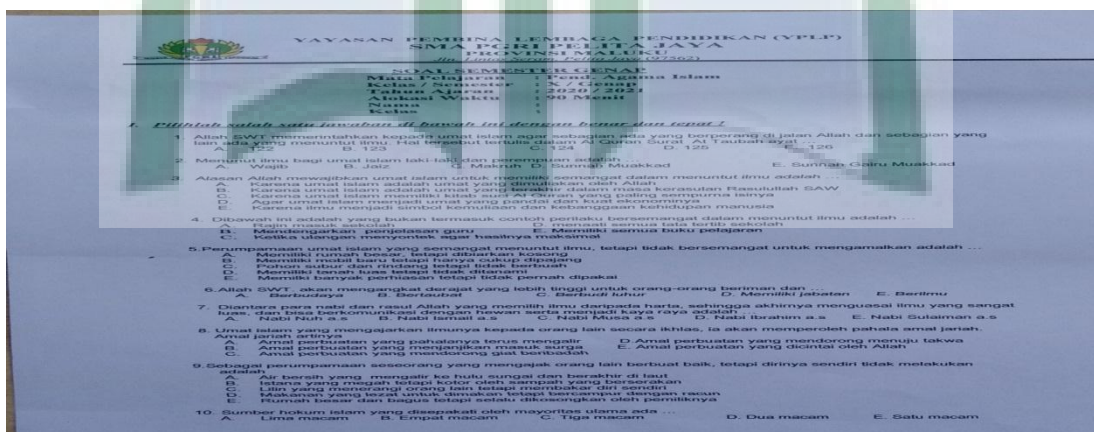 YAYASAN PEMBINA LEMBAGA PENDIDIKAN (YPLP)
SMA PGRI PELITA JAYA
PROVINSI MALUKU
Jln. Lintas Seram, Pelita Jaya (97562)
SOAL SEMESTER GENAP
Mata Pelajaran : Pend. Agama Islam
Kelas / Semester : X / Genap
Tahun Ajaran : 2020 / 2021
Alokasi Waktu : 90 Menit
Nama :
Kelas :
I. Pilihlah salah satu jawaban di bawah ini dengan benar dan tepat !
1. Allah SWT memerintahkan kepada umat islam agar sebagian ada yang berperang di jalan Allah dan sebagian yang
lain ada yang menuntut ilmu. Hal tersebut tertulis dalam Al Quran Surat At Taubah ayat ....
A. 122 B. 123 C. 124 D. 125 E. 126
2. Menuntut ilmu bagi umat islam laki-laki dan perempuan adalah ...
A. Wajib B. Jaiz C. Makruh D. Sunnah Muakkad E. Sunnah Gairu Muakkad
3. Alasan Allah mewajibkan umat islam untuk memiliki semangat dalam menuntut ilmu adalah ...
A. Karena umat islam adalah umat yang dimuliakan oleh Allah
B. Karena umat islam adalah umat yang terakhir dalam masa kerasulan Rasulullah SAW
C. Karena umat islam memiliki kitab suci Al Quran yang paling sempurna isinya
D. Agar umat islam menjadi umat yang pandai dan kuat ekonominya
E. Karena ilmu menjadi simbol kemuliaan dan kebanggaan kehidupan manusia
4. Dibawah ini adalah yang bukan termasuk contoh perilaku bersemangat dalam menuntut ilmu adalah ...
A. Rajin masuk sekolah D. menaati semua tata tertib sekolah
B. Mendengarkan penjelasan guru E. Memiliki semua buku pelajaran
C. Ketika ulangan menyontek agar hasilnya maksimal
5. Perumpamaan umat islam yang semangat menuntut ilmu, tetapi tidak bersemangat untuk mengamalkan adalah ...
A. Memiliki rumah besar, tetapi dibiarkan kosong
B. Memiliki mobil baru tetapi hanya cukup dipajang
C. Pohon subur dan rindang tetapi tidak berbuah
D. Memiliki tanah luas tetapi tidak ditanami
E. Memilki banyak perhiasan tetapi tidak pernah dipakai
6. Allah SWT. akan mengangkat derajat yang lebih tinggi untuk orang-orang beriman dan ...
A. Berbudaya B. Bertaubat C. Berbudi luhur D. Memiliki jabatan E. Berilmu
7. Diantara para nabi dan rasul Allah yang memilih ilmu daripada harta, sehingga akhirnya menguasai ilmu yang sangat
luas, dan bisa berkomunikasi dengan hewan serta menjadi kaya raya adalah
A. Nabi Nuh a.s B. Nabi Ismail a.s C. Nabi Musa a.s D. Nabi Ibrahim a.s E. Nabi Sulaiman a.s
8. Umat islam yang mengajarkan ilmunya kepada orang lain secara ikhlas, ia akan memperoleh pahala amal jariah.
Amal jariah artinya
A. Amal perbuatan yang pahalanya terus mengalir D. Amal perbuatan yang mendorong menuju takwa
B. Amal perbuatan yang menjanjikan masuk surga E. Amal perbuatan yang dicintai oleh Allah
C. Amal perbuatan yang mendorong giat beribadah
9. Sebagai perumpamaan seseorang yang mengajak orang lain berbuat baik, tetapi dirinya sendiri tidak melakukan
adalah
A. Air bersih yang mengalir ke hulu sungai dan berakhir di laut
B. Istana yang megah tetapi kotor oleh sampah yang berserakan
C. Lilin yang menerangi orang lain tetapi membakar diri sendiri
D. Makanan yang lezat untuk dimakan tetapi bercampur dengan racun
E. Rumah besar dan bagus tetapi selalu dikosongkan oleh pemiliknya
10. Sumber hokum islam yang disepakati oleh mayoritas ulama ada ...
A. Lima macam B. Empat macam C. Tiga macam D. Dua macam E. Satu macam